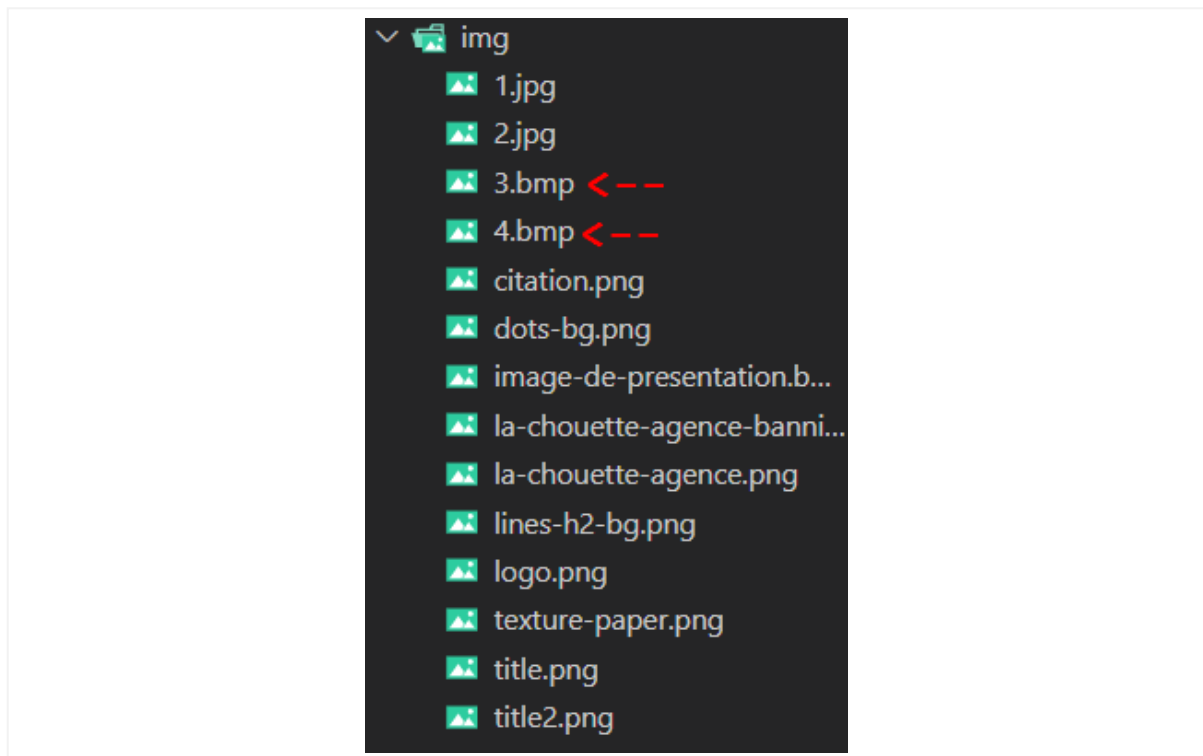 img
1.jpg
2.jpg
3.bmp <--
4.bmp <--
citation.png
dots-bg.png
image-de-presentation.b...
la-chouette-agence-banni...
la-chouette-agence.png
lines-h2-bg.png
logo.png
texture-paper.png
title.png
title2.png